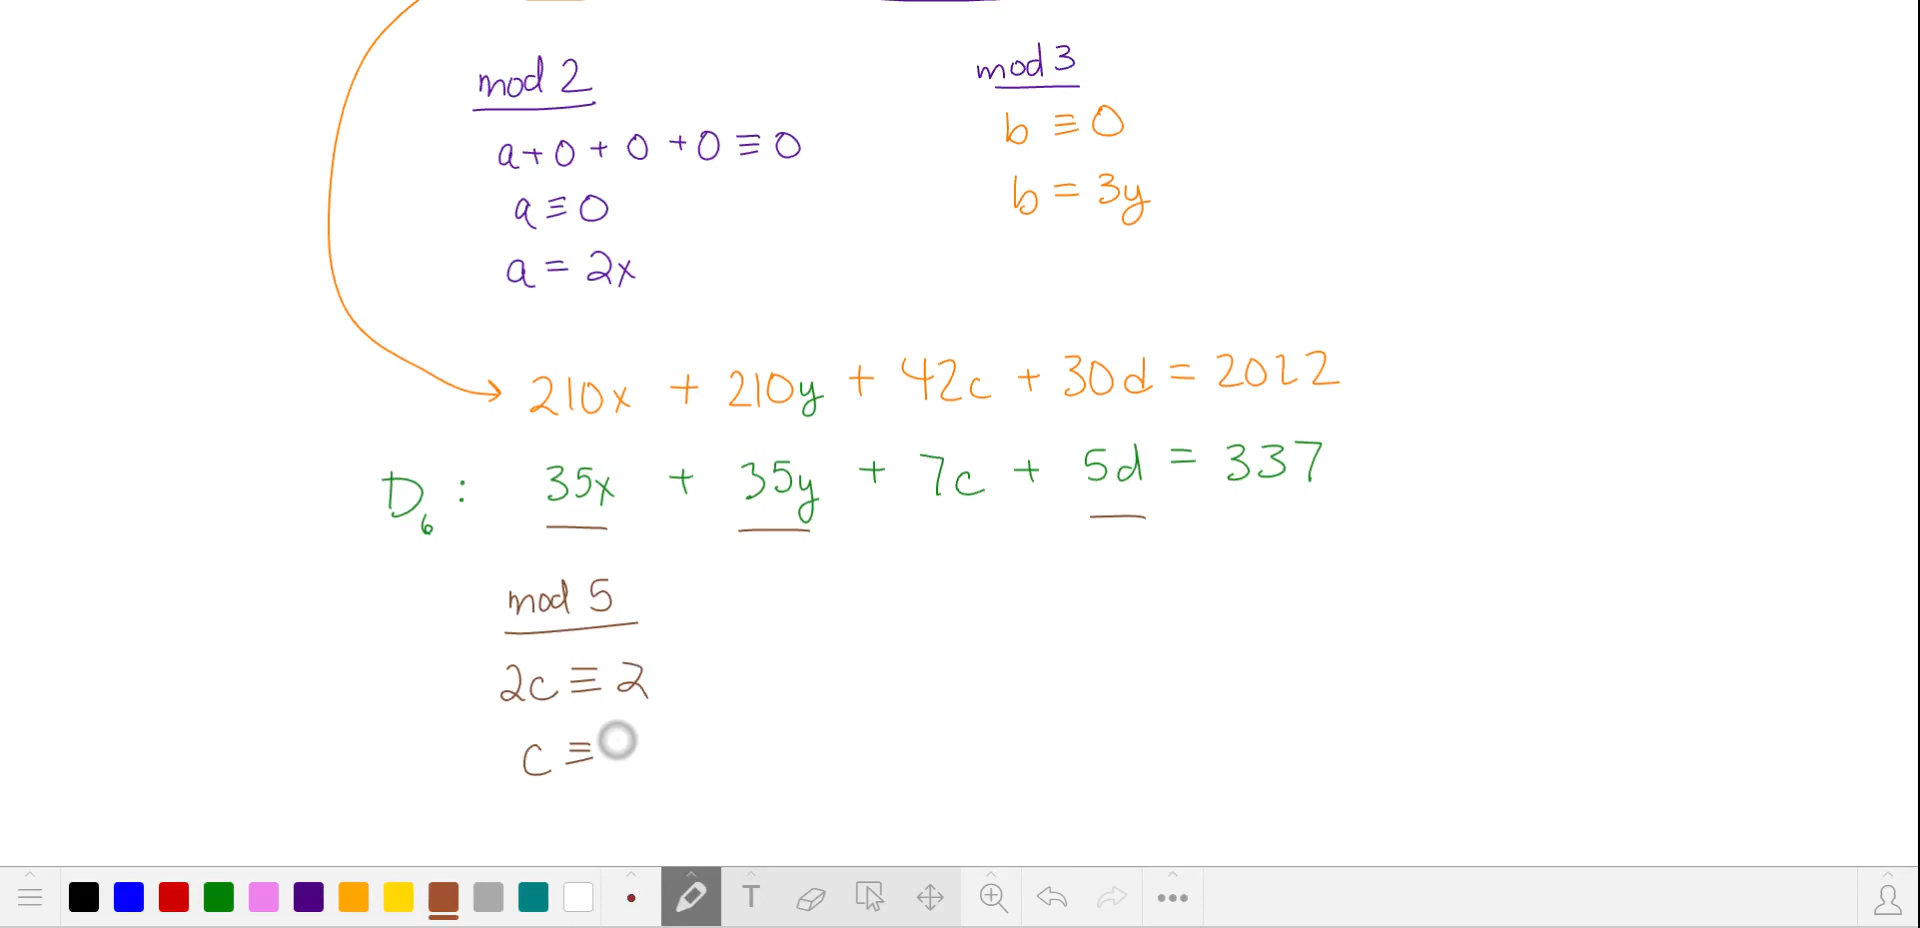 mod 2
a + 0 + 0 + 0 ≡ 0
a ≡ 0
a = 2x
mod 3
b ≡ 0
b = 3y
210x + 210y + 42c + 30d = 2022
D₆ : 35x + 35y + 7c + 5d = 337
mod 5
2c ≡ 2
c ≡
T